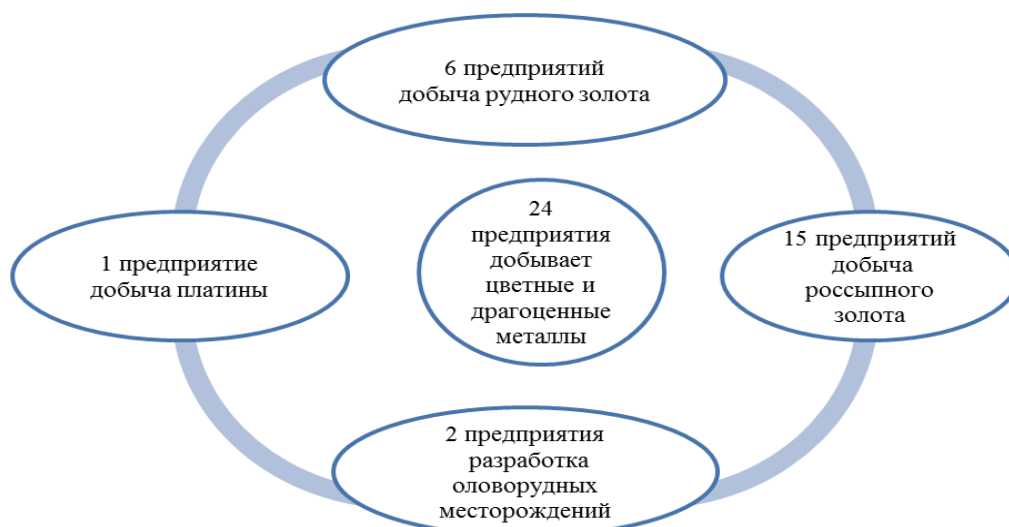 6 предприятий
добыча рудного золота
24
предприятия
добывает
цветные и
драгоценные
металлы
1 предприятие
добыча платины
15 предприятий
добыча
россыпного
золота
2 предприятия
разработка
оловорудных
месторождений